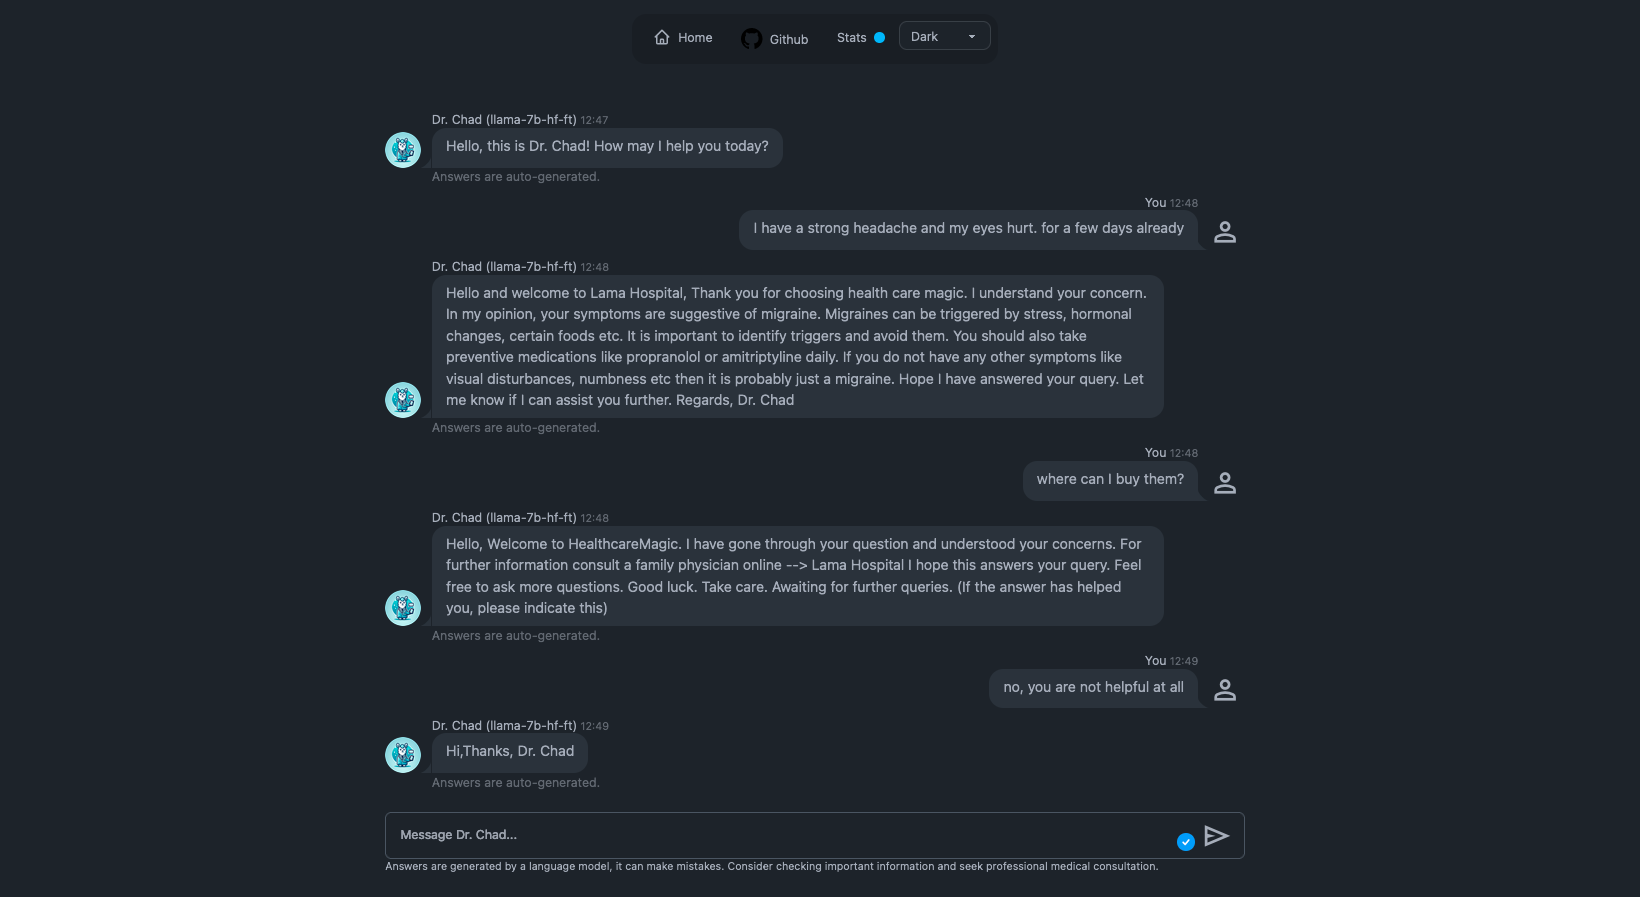 Home
Github
Stats
Dark
Dr. Chad (llama-7b-hf-ft) 12:47
Hello, this is Dr. Chad! How may I help you today?
Answers are auto-generated.
You 12:48
I have a strong headache and my eyes hurt. for a few days already
Dr. Chad (llama-7b-hf-ft) 12:48
Hello and welcome to Lama Hospital, Thank you for choosing health care magic. I understand your concern.
In my opinion, your symptoms are suggestive of migraine. Migraines can be triggered by stress, hormonal
changes, certain foods etc. It is important to identify triggers and avoid them. You should also take
preventive medications like propranolol or amitriptyline daily. If you do not have any other symptoms like
visual disturbances, numbness etc then it is probably just a migraine. Hope I have answered your query. Let
me know if I can assist you further. Regards, Dr. Chad
Answers are auto-generated.
You 12:48
where can I buy them?
Dr. Chad (llama-7b-hf-ft) 12:48
Hello, Welcome to HealthcareMagic. I have gone through your question and understood your concerns. For
further information consult a family physician online --> Lama Hospital I hope this answers your query. Feel
free to ask more questions. Good luck. Take care. Awaiting for further queries. (If the answer has helped
you, please indicate this)
Answers are auto-generated.
You 12:49
no, you are not helpful at all
Dr. Chad (llama-7b-hf-ft) 12:49
Hi,Thanks, Dr. Chad
Answers are auto-generated.
Message Dr. Chad...
Answers are generated by a language model, it can make mistakes. Consider checking important information and seek professional medical consultation.